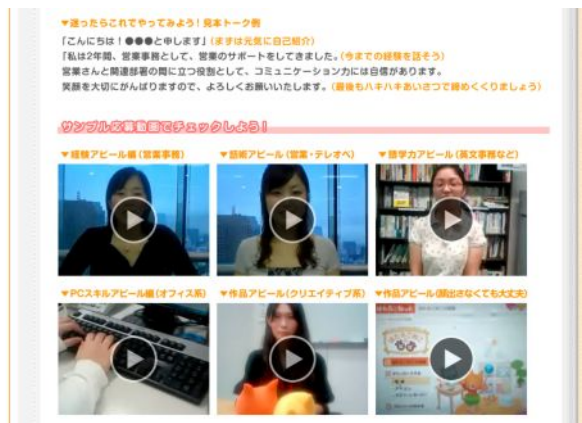 ▼迷ったらこれでやってみよう！見本トーク例
「こんにちは！●●●と申します」(まずは元気に自己紹介)
「私は2年間、営業事務として、営業のサポートをしてきました。(今までの経験を話そう)
営業さんと関連部署の間に立つ役割として、コミュニケーション力には自信があります。
笑顔を大切にがんばりますので、よろしくお願いいたします。(最後もハキハキあいさつで締めくくりましょう)
サンプル応募動画でチェックしよう！
▼経験アピール編(営業事務)
▼話術アピール(営業・テレオペ)
▼語学力アピール(英文事務など)
▼PCスキルアピール編(オフィス系)
▼作品アピール(クリエイティブ系)
▼作品アピール(顔出さなくても大丈夫)